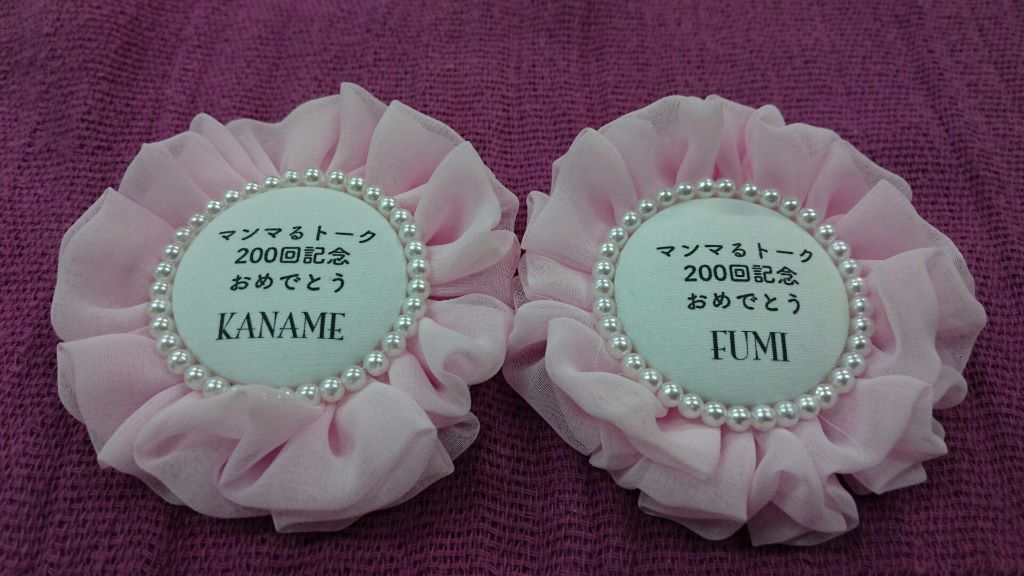 マンマるトーク
200回記念
おめでとう
KANAME
マンマるトーク
200回記念
おめでとう
FUMI